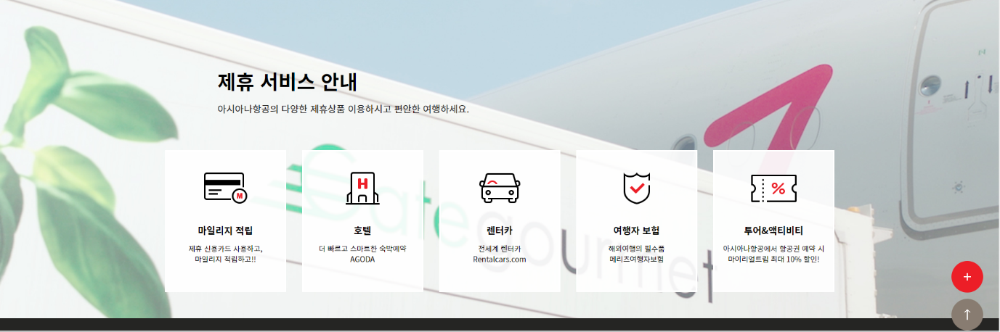 제휴 서비스 안내
아시아나항공의 다양한 제휴상품 이용하시고 편안한 여행하세요.
Gategourmet
M
마일리지 적립
제휴 신용카드 사용하고,
마일리지 적립하고!!
H
호텔
더 빠르고 스마트한 숙박예약
AGODA
렌터카
전세계 렌터카
Rentalcars.com
여행자 보험
해외여행의 필수품
메리츠여행자보험
%
투어&액티비티
아시아나항공에서 항공권 예약 시
마이리얼트립 최대 10% 할인!
+
↑